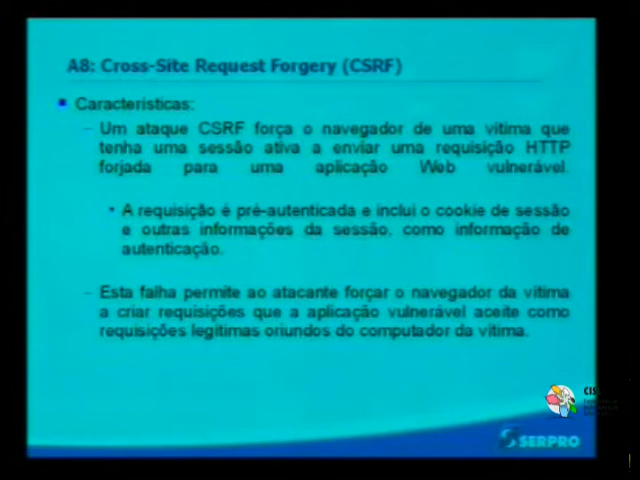 A8: Cross-Site Request Forgery (CSRF)
Características:
– Um ataque CSRF força o navegador de uma vítima que
tenha uma sessão ativa a enviar uma requisição HTTP
forjada para uma aplicação Web vulnerável.
• A requisição é pré-autenticada e inclui o cookie de sessão
e outras informações da sessão, como informação de
autenticação.
– Esta falha permite ao atacante forçar o navegador da vítima
a criar requisições que a aplicação vulnerável aceite como
requisições legítimas oriundos do computador da vítima.
SERPRO